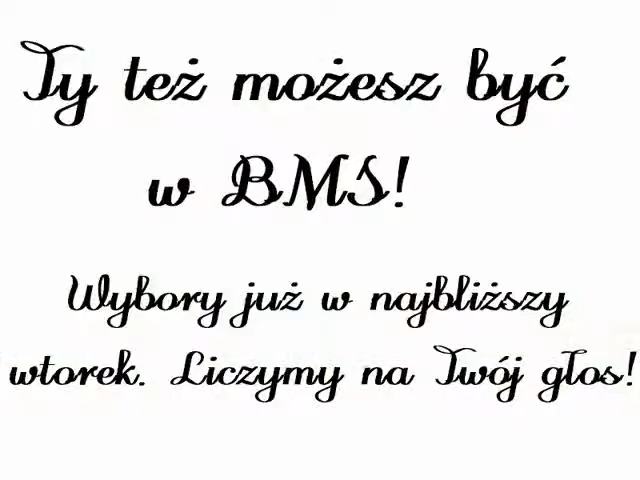 Ty też możesz być
w BMS!
Wybory już w najbliższy
wtorek. Liczymy na Twój głos!